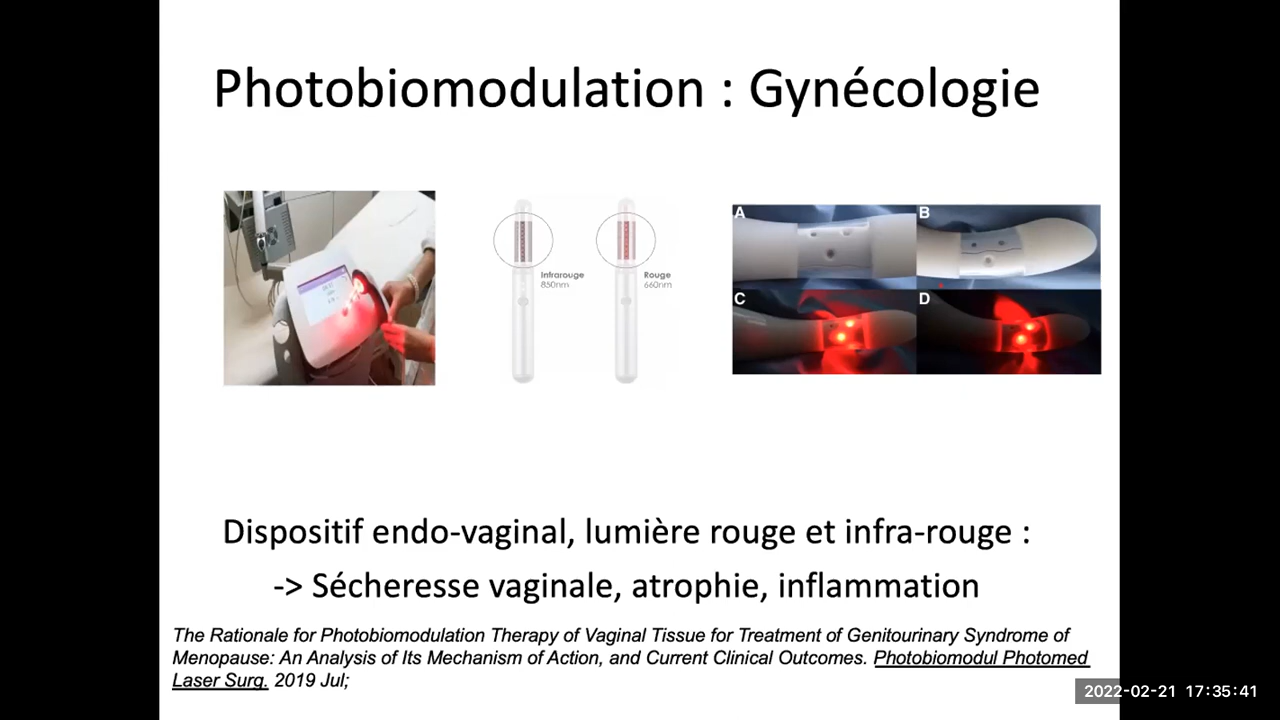 Photobiomodulation : Gynécologie
Infrarouge
850nm
Rouge
660nm
A
B
C
D
Dispositif endo-vaginal, lumière rouge et infra-rouge :
-> Sécheresse vaginale, atrophie, inflammation
The Rationale for Photobiomodulation Therapy of Vaginal Tissue for Treatment of Genitourinary Syndrome of
Menopause: An Analysis of Its Mechanism of Action, and Current Clinical Outcomes. Photobiomodul Photomed
Laser Surg. 2019 Jul;
2022-02-21 17:35:41